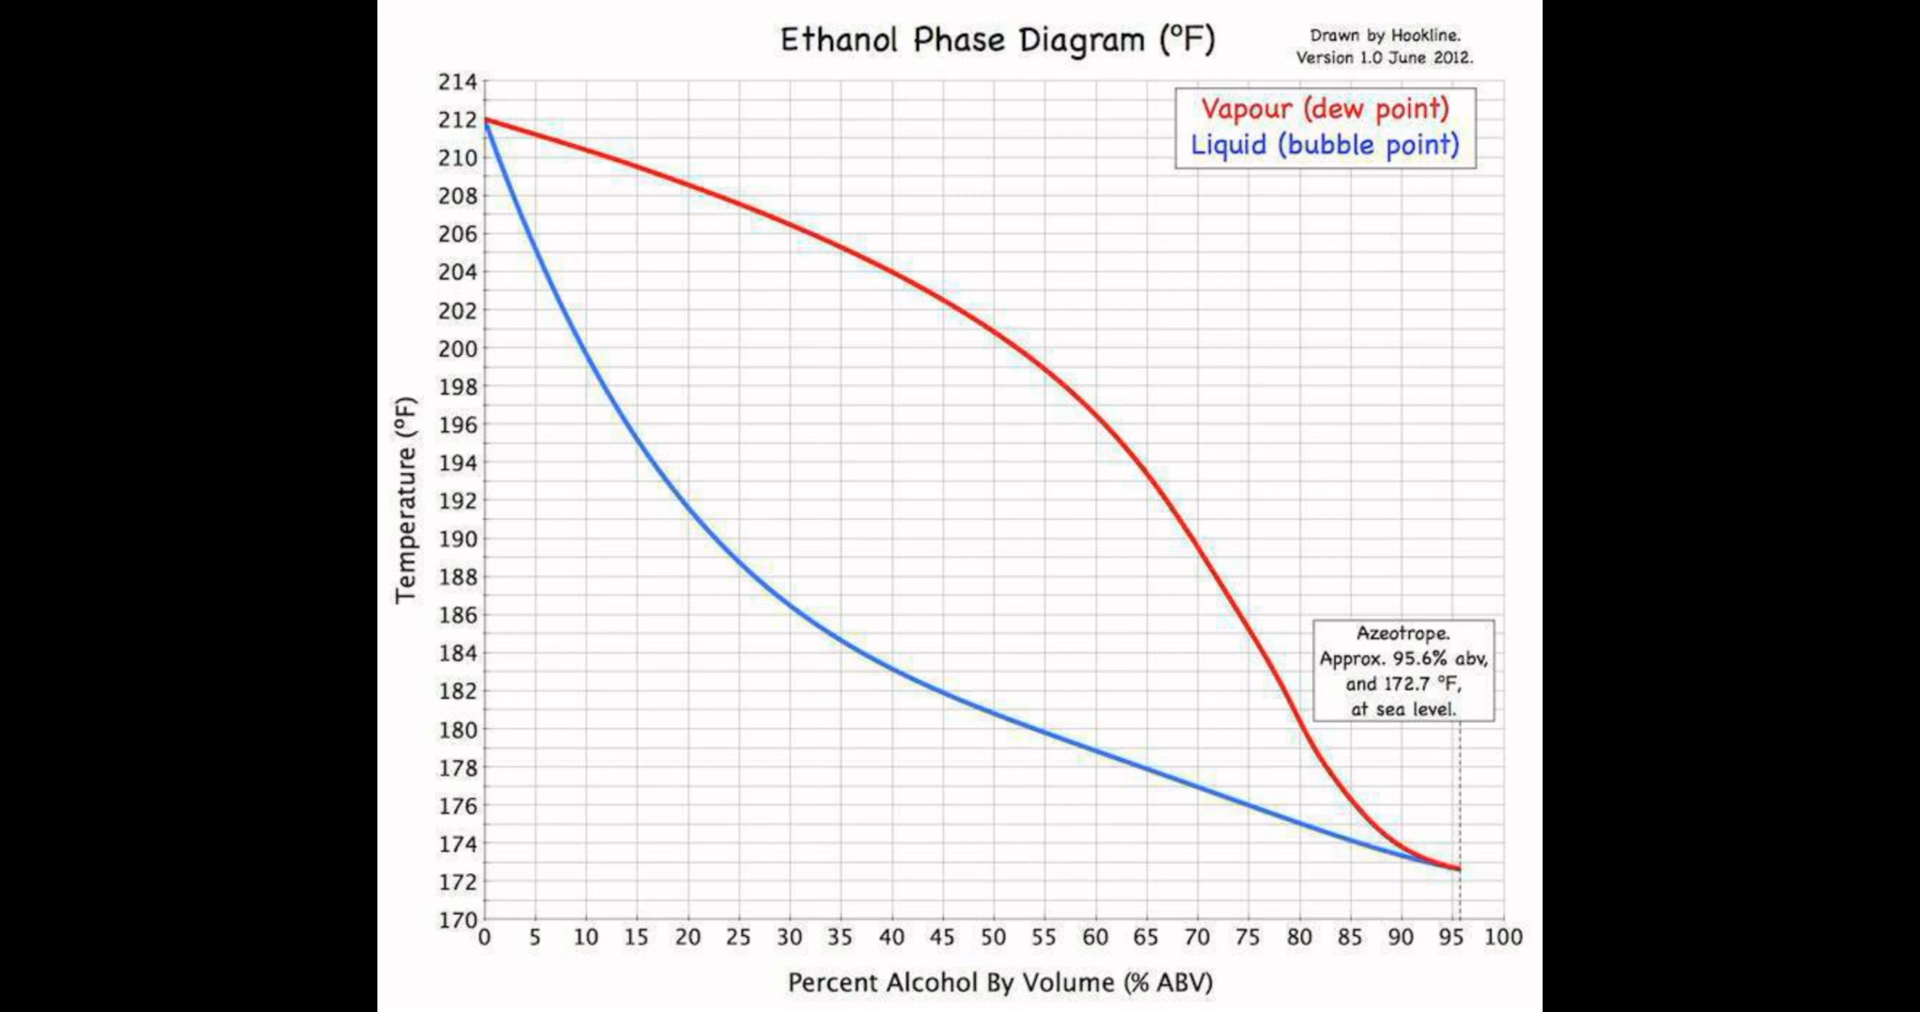 Ethanol Phase Diagram (ºF)
Drawn by Hookline.
Version 1.0 June 2012.
Vapour (dew point)
Liquid (bubble point)
214
212
210
208
206
204
202
200
198
196
194
192
190
188
186
184
182
180
178
176
174
172
170
Temperature (ºF)
Azeotrope.
Approx. 95.6% abv,
and 172.7 ºF,
at sea level.
0 5 10 15 20 25 30 35 40 45 50 55 60 65 70 75 80 85 90 95 100
Percent Alcohol By Volume (% ABV)